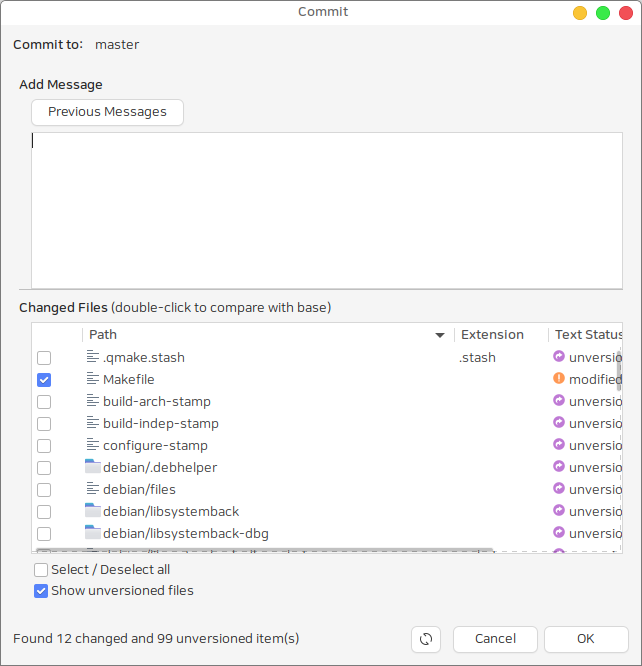 Commit
Commit to: master
Add Message
Previous Messages
Changed Files (double-click to compare with base)
Path Extension Text Status
.qmake.stash .stash unversio
Makefile modified
build-arch-stamp unversio
build-indep-stamp unversio
configure-stamp unversio
debian/.debhelper unversio
debian/files unversio
debian/libsystemback unversio
debian/libsystemback-dbg unversio
Select / Deselect all
Show unversioned files
Found 12 changed and 99 unversioned item(s)
Cancel
OK